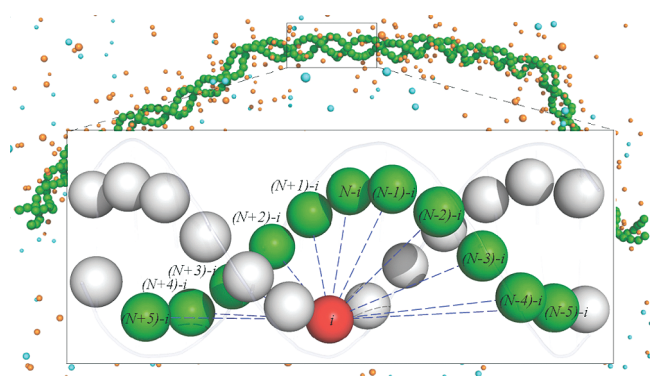 (N+1)-i
N-i
(N-1)-i
(N+2)-i
(N-2)-i
(N+3)-i
(N-3)-i
(N+4)-i
(N+5)-i
i
(N-4)-i
(N-5)-i